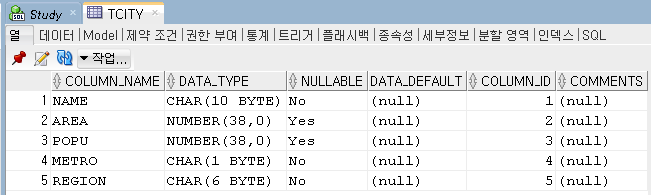 SQL Study × TCITY ×
열 데이터 Model 제약 조건 권한 부여 통계 트리거 플래시백 종속성 세부정보 분할 영역 인덱스 SQL
작업...
COLUMN_NAME DATA_TYPE NULLABLE DATA_DEFAULT COLUMN_ID COMMENTS
1 NAME CHAR(10 BYTE) No (null) 1 (null)
2 AREA NUMBER(38,0) Yes (null) 2 (null)
3 POPU NUMBER(38,0) Yes (null) 3 (null)
4 METRO CHAR(1 BYTE) No (null) 4 (null)
5 REGION CHAR(6 BYTE) No (null) 5 (null)